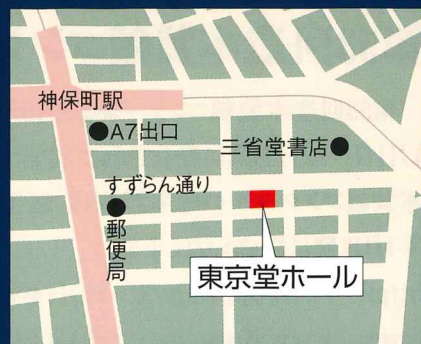 神保町駅
●A7出口
三省堂書店●
すずらん通り
●郵便局
東京堂ホール